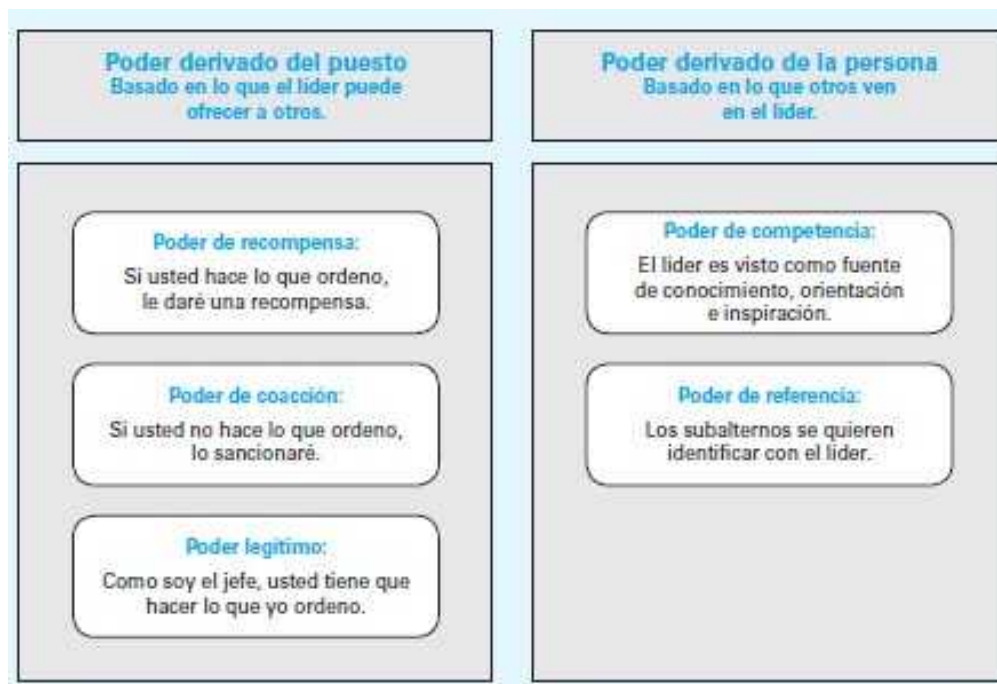 Poder derivado del puesto
Basado en lo que el líder puede
ofrecer a otros.
Poder de recompensa:
Si usted hace lo que ordeno,
le daré una recompensa.
Poder de coacción:
Si usted no hace lo que ordeno,
lo sancionaré.
Poder legítimo:
Como soy el jefe, usted tiene que
hacer lo que yo ordeno.
Poder derivado de la persona
Basado en lo que otros ven
en el líder.
Poder de competencia:
El líder es visto como fuente
de conocimiento, orientación
e inspiración.
Poder de referencia:
Los subalternos se quieren
identificar con el líder.